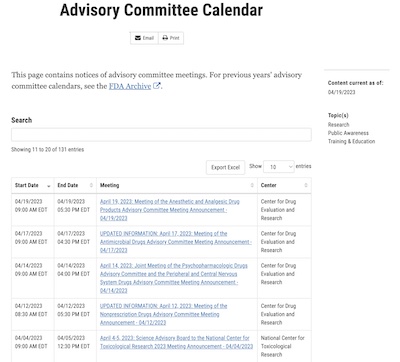 Advisory Committee Calendar
Email
Print
This page contains notices of advisory committee meetings. For previous years' advisory
committee calendars, see the FDA Archive.
Content current as of:
04/19/2023
Topic(s)
Research
Public Awareness
Training & Education
Search
Showing 11 to 20 of 131 entries
Export Excel
Show 10 entries
Start Date End Date Meeting Center
04/19/2023 04/19/2023 April 19, 2023: Meeting of the Anesthetic and Analgesic Drug Center for Drug
09:00 AM EDT 05:30 PM EDT Products Advisory Committee Meeting Announcement - Evaluation and
04/19/2023 Research
04/17/2023 04/17/2023 UPDATED INFORMATION: April 17, 2023: Meeting of the Center for Drug
09:00 AM EDT 04:30 PM EDT Antimicrobial Drugs Advisory Committee Meeting Announcement - Evaluation and
04/17/2023 Research
04/14/2023 04/14/2023 April 14, 2023: Joint Meeting of the Psychopharmacologic Drugs Center for Drug
09:00 AM EDT 04:00 PM EDT Advisory Committee and the Peripheral and Central Nervous Evaluation and
System Drugs Advisory Committee Meeting Announcement - Research
04/14/2023
04/12/2023 04/12/2023 UPDATED INFORMATION: April 12, 2023: Meeting of the Center for Drug
08:30 AM EDT 05:30 PM EDT Nonprescription Drugs Advisory Committee Meeting Evaluation and
Announcement - 04/12/2023 Research
04/04/2023 04/05/2023 April 4-5, 2023: Science Advisory Board to the National Center for National Center for
09:00 AM EDT 12:30 PM EDT Toxicological Research 2023 Meeting Announcement - 04/04/2023 Toxicological
Research